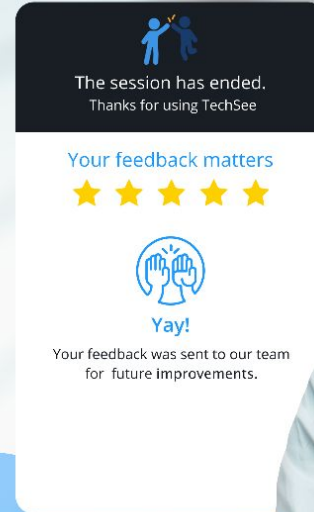 The session has ended.
Thanks for using TechSee
Your feedback matters
Yay!
Your feedback was sent to our team
for future improvements.